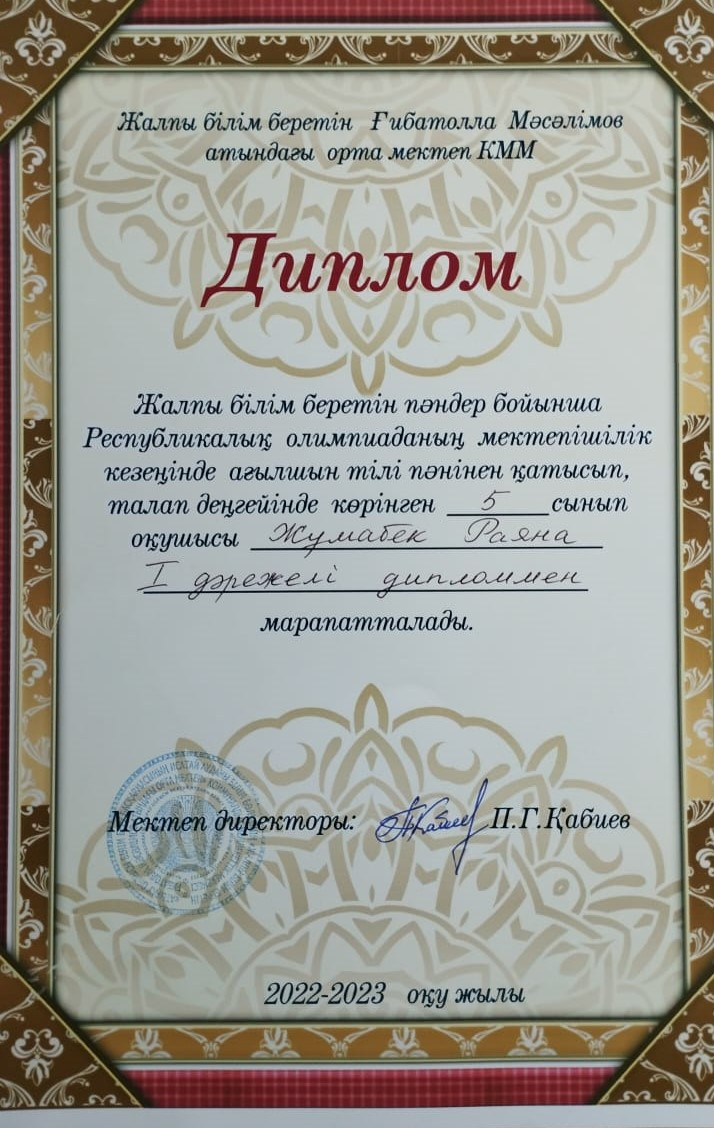 Жалпы білім беретін Ғибатолла Мәсәлімов
атындағы орта мектеп КММ
Диплом
Жалпы білім беретін пәндер бойынша
Республикалық олимпиаданың мектепішілік
кезеңінде ағылшын тілі пәнінен қатысып,
талап деңгейінде көрінген 5 сынып
оқушысы Жумабек Раяна
I дәрежелі дипломмен
марапатталады.
Мектеп директоры: П.Г.Қабиев
2022-2023 оқу жылы